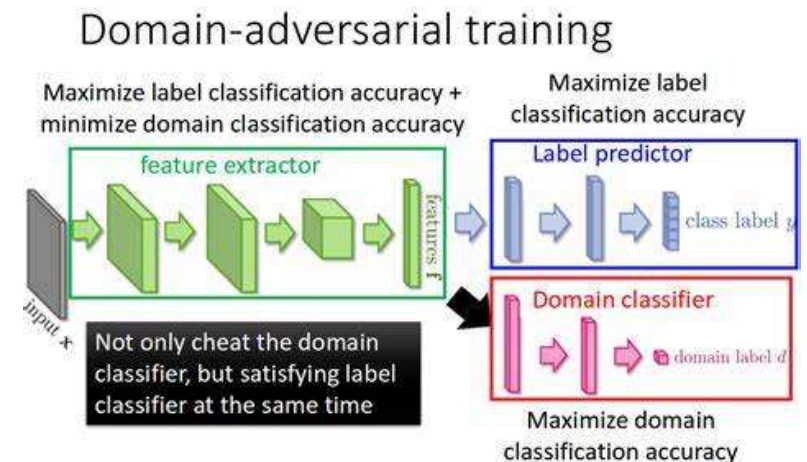 Domain-adversarial training
Maximize label classification accuracy +
minimize domain classification accuracy
Maximize label
classification accuracy
feature extractor
Label predictor
input x
features f
class label y
Domain classifier
domain label d
Not only cheat the domain
classifier, but satisfying label
classifier at the same time
Maximize domain
classification accuracy